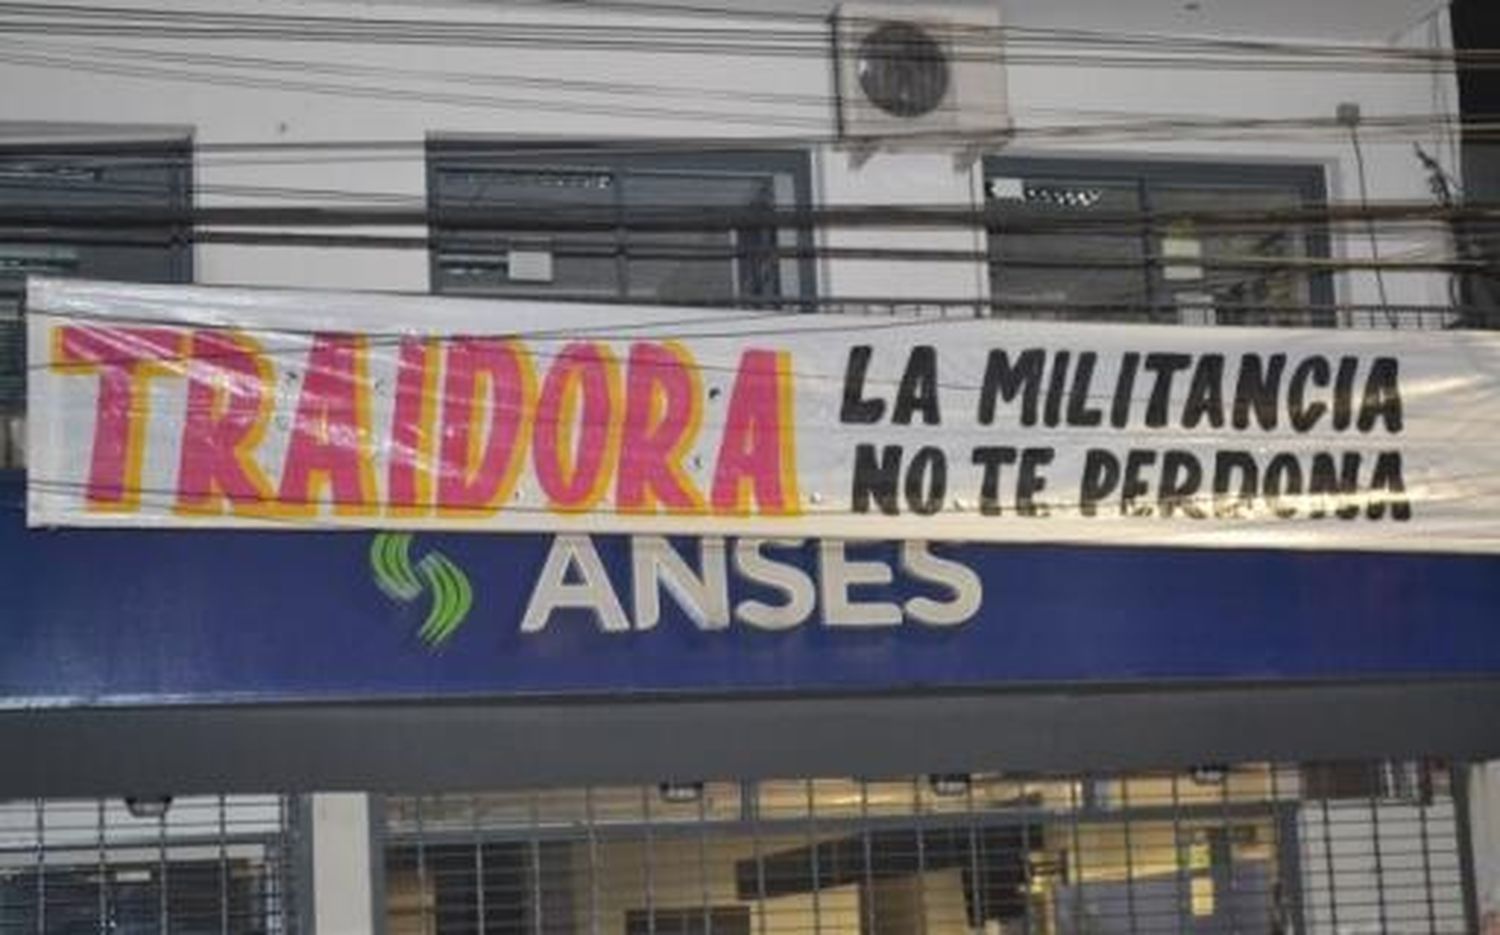 TRAIDORA
LA MILITANCIA
NO TE PERDONA
ANSES